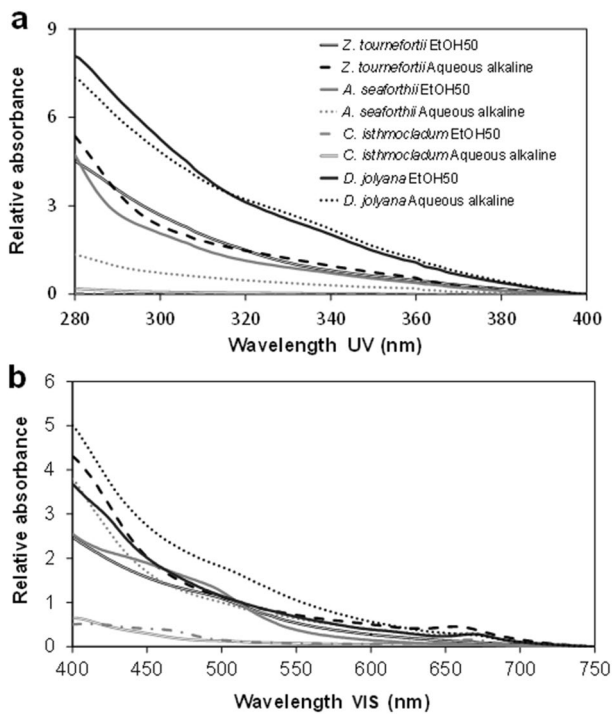 a
9
6
3
0
Relative absorbance
Z. tournefortii EtOH50
Z. tournefortii Aqueous alkaline
A. seaforthii EtOH50
A. seaforthii Aqueous alkaline
C. isthmocladum EtOH50
C. isthmocladum Aqueous alkaline
D. jolyana EtOH50
D. jolyana Aqueous alkaline
280 300 320 340 360 380 400
Wavelength UV (nm)
b
6
5
4
3
2
1
0
Relative absorbance
400 450 500 550 600 650 700 750
Wavelength VIS (nm)